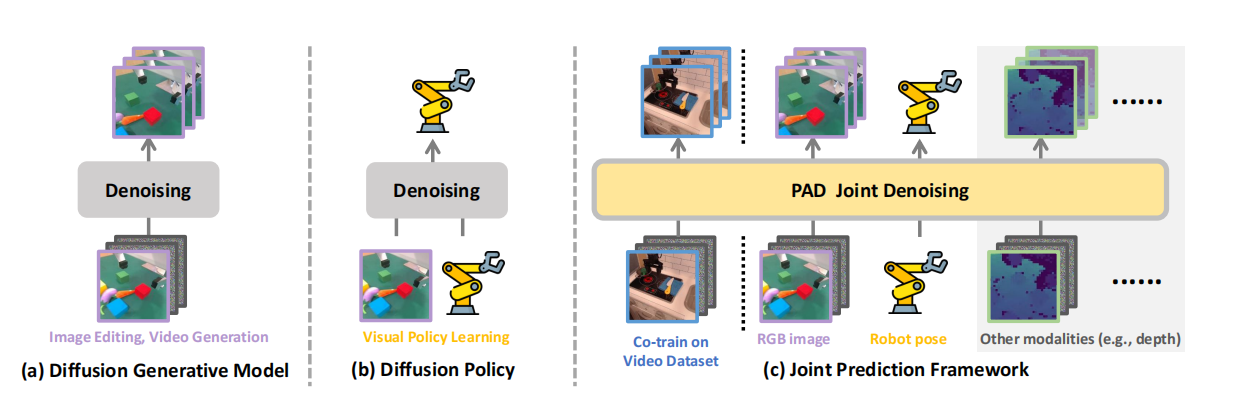 Denoising
Image Editing, Video Generation
(a) Diffusion Generative Model
Denoising
Visual Policy Learning
(b) Diffusion Policy
......
PAD Joint Denoising
......
Co-train on
Video Dataset
RGB image
Robot pose
Other modalities (e.g., depth)
(c) Joint Prediction Framework